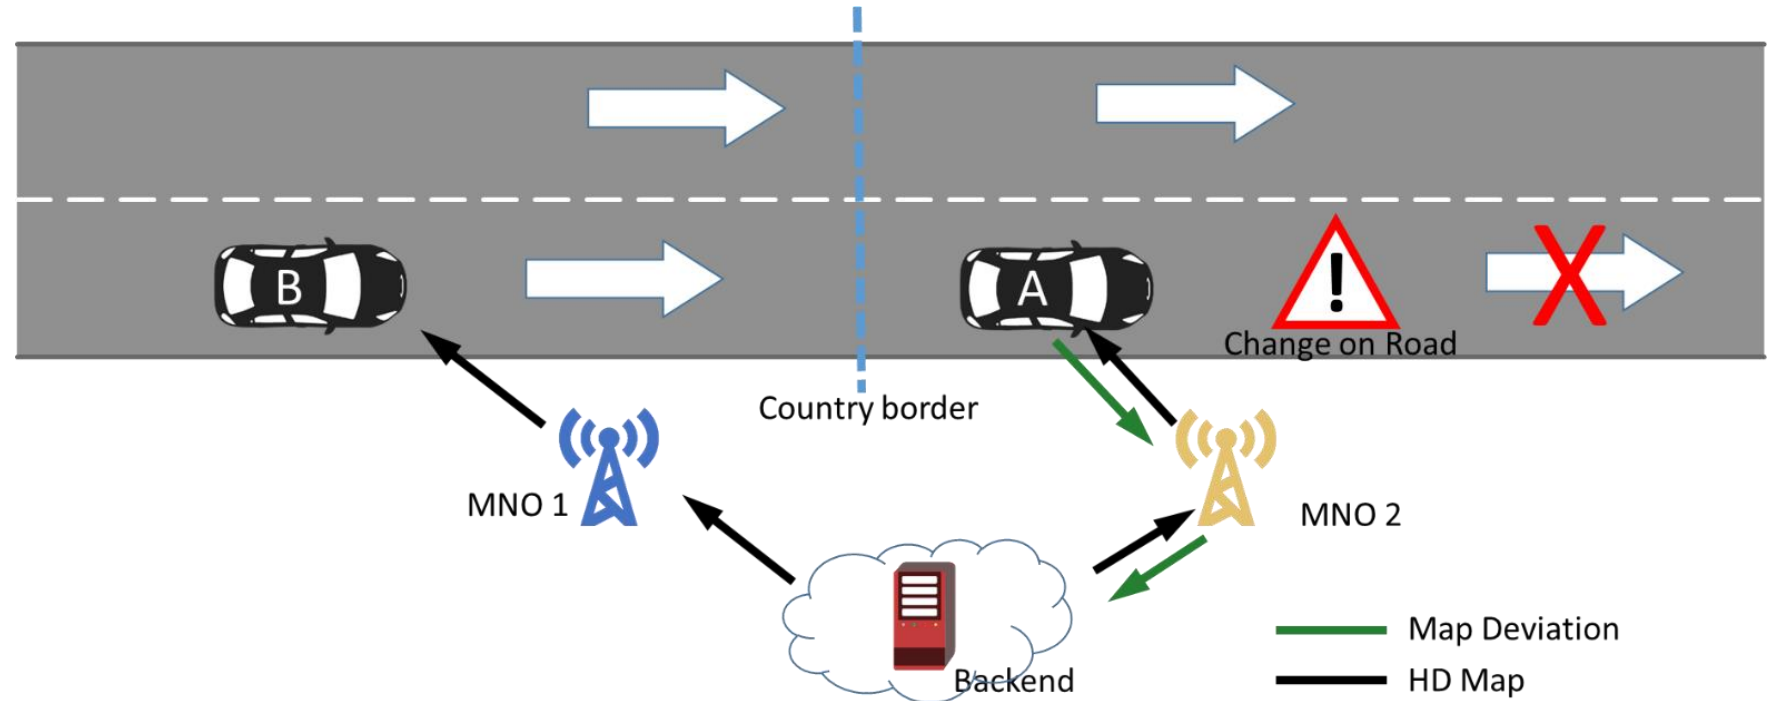 B
A
!
X
Change on Road
Country border
MNO 1
MNO 2
Backend
Map Deviation
HD Map